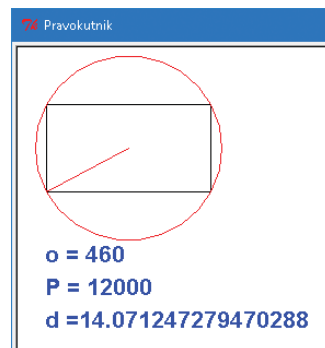 Pravokutnik
o = 460
P = 12000
d =14.071247279470288